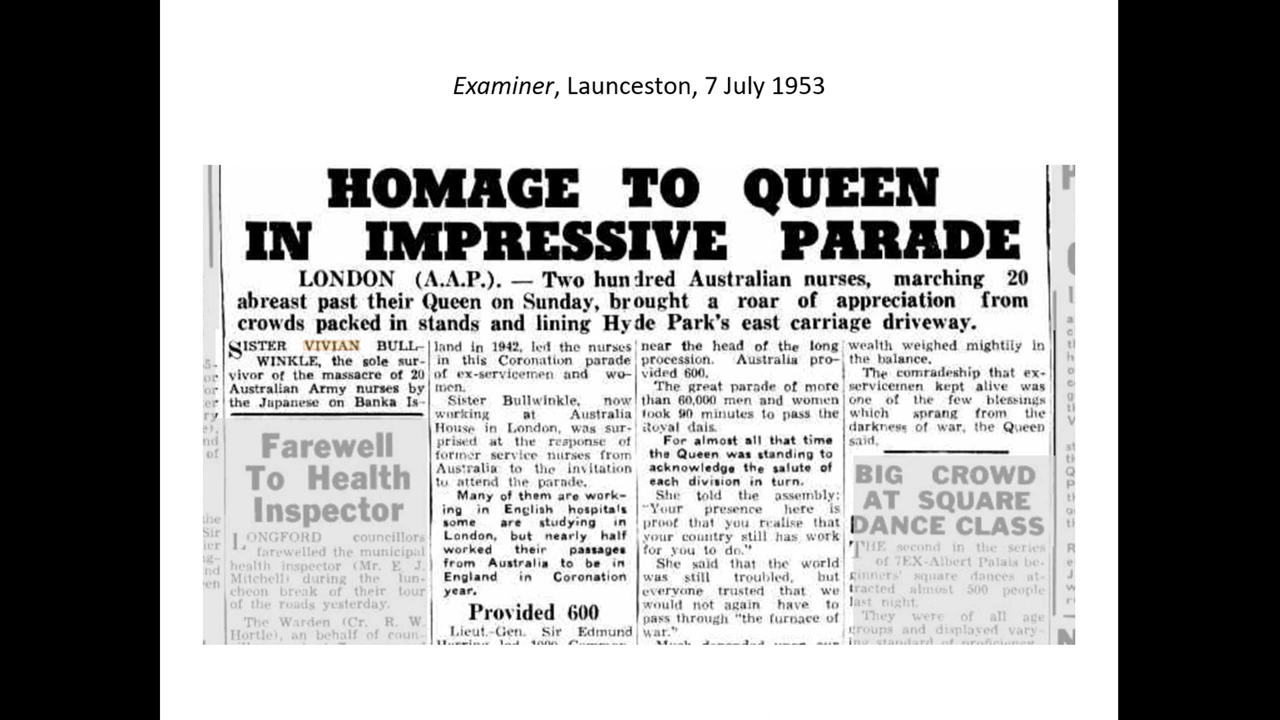 Examiner, Launceston, 7 July 1953
HOMAGE TO QUEEN
IN IMPRESSIVE PARADE
LONDON (A.A.P.). — Two hundred Australian nurses, marching 20
abreast past their Queen on Sunday, brought a roar of appreciation from
crowds packed in stands and lining Hyde Park's east carriage driveway.
SISTER VIVIAN BULL-
WINKLE, the sole sur-
vivor of the massacre of 20
Australian Army nurses by
the Japanese on Banka Is-
land in 1942, led the nurses
in this Coronation parade
of ex-servicemen and wo-
men.
Sister Bullwinkle, now
working at Australia
House in London, was sur-
prised at the response of
former service nurses from
Australia to the invitation
to attend the parade.
Many of them are work-
ing in English hospitals
some are studying in
London, but nearly half
worked their passages
from Australia to be in
England in Coronation
year.
Provided 600
Lieut.-Gen. Sir Edmund
near the head of the long
procession. Australia pro-
vided 600.
The great parade of more
than 60,000 men and women
took 90 minutes to pass the
Royal dais.
For almost all that time
the Queen was standing to
acknowledge the salute of
each division in turn.
She told the assembly:
"Your presence here is
proof that you realise that
your country still has work
for you to do."
She said that the world
was still troubled, but
everyone trusted that we
would not again have to
pass through "the furnace of
war."
wealth weighed mightily in
the balance.
The comradeship that ex-
servicemen kept alive was
one of the few blessings
which sprang from the
darkness of war, the Queen
said.
Farewell
To Health
Inspector
LONGFORD councillors
farewelled the municipal
health inspector (Mr. E. J.
Mitchell) during the lun-
cheon break of their tour
of the roads yesterday.
The Warden (Cr. R. W.
Hortle), on behalf of coun-
BIG CROWD
AT SQUARE
DANCE CLASS
THE second in the series
of 7EX-Albert Palais be-
ginners' square dances at-
tracted almost 500 people
last night.
They were of all age
groups and displayed vary-
ing standard of proficiency